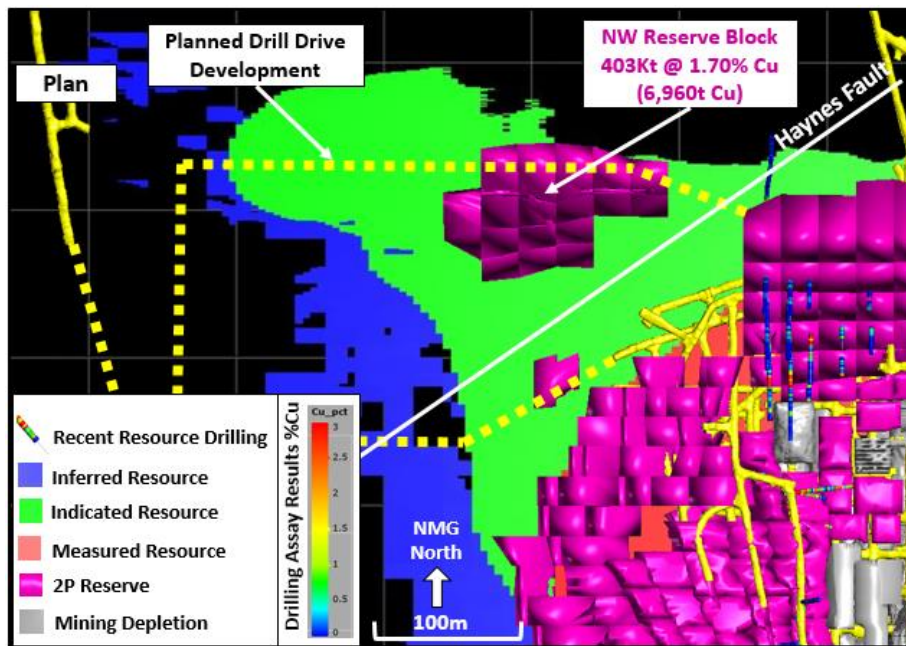 Plan
Planned Drill Drive
Development
NW Reserve Block
403Kt @ 1.70% Cu
(6,960t Cu)
Haynes Fault
Recent Resource Drilling
Inferred Resource
Indicated Resource
Measured Resource
2P Reserve
Mining Depletion
Drilling Assay Results %Cu
Cu_pct
3
2.5
2
1.5
1
0.5
0
NMG
North
100m